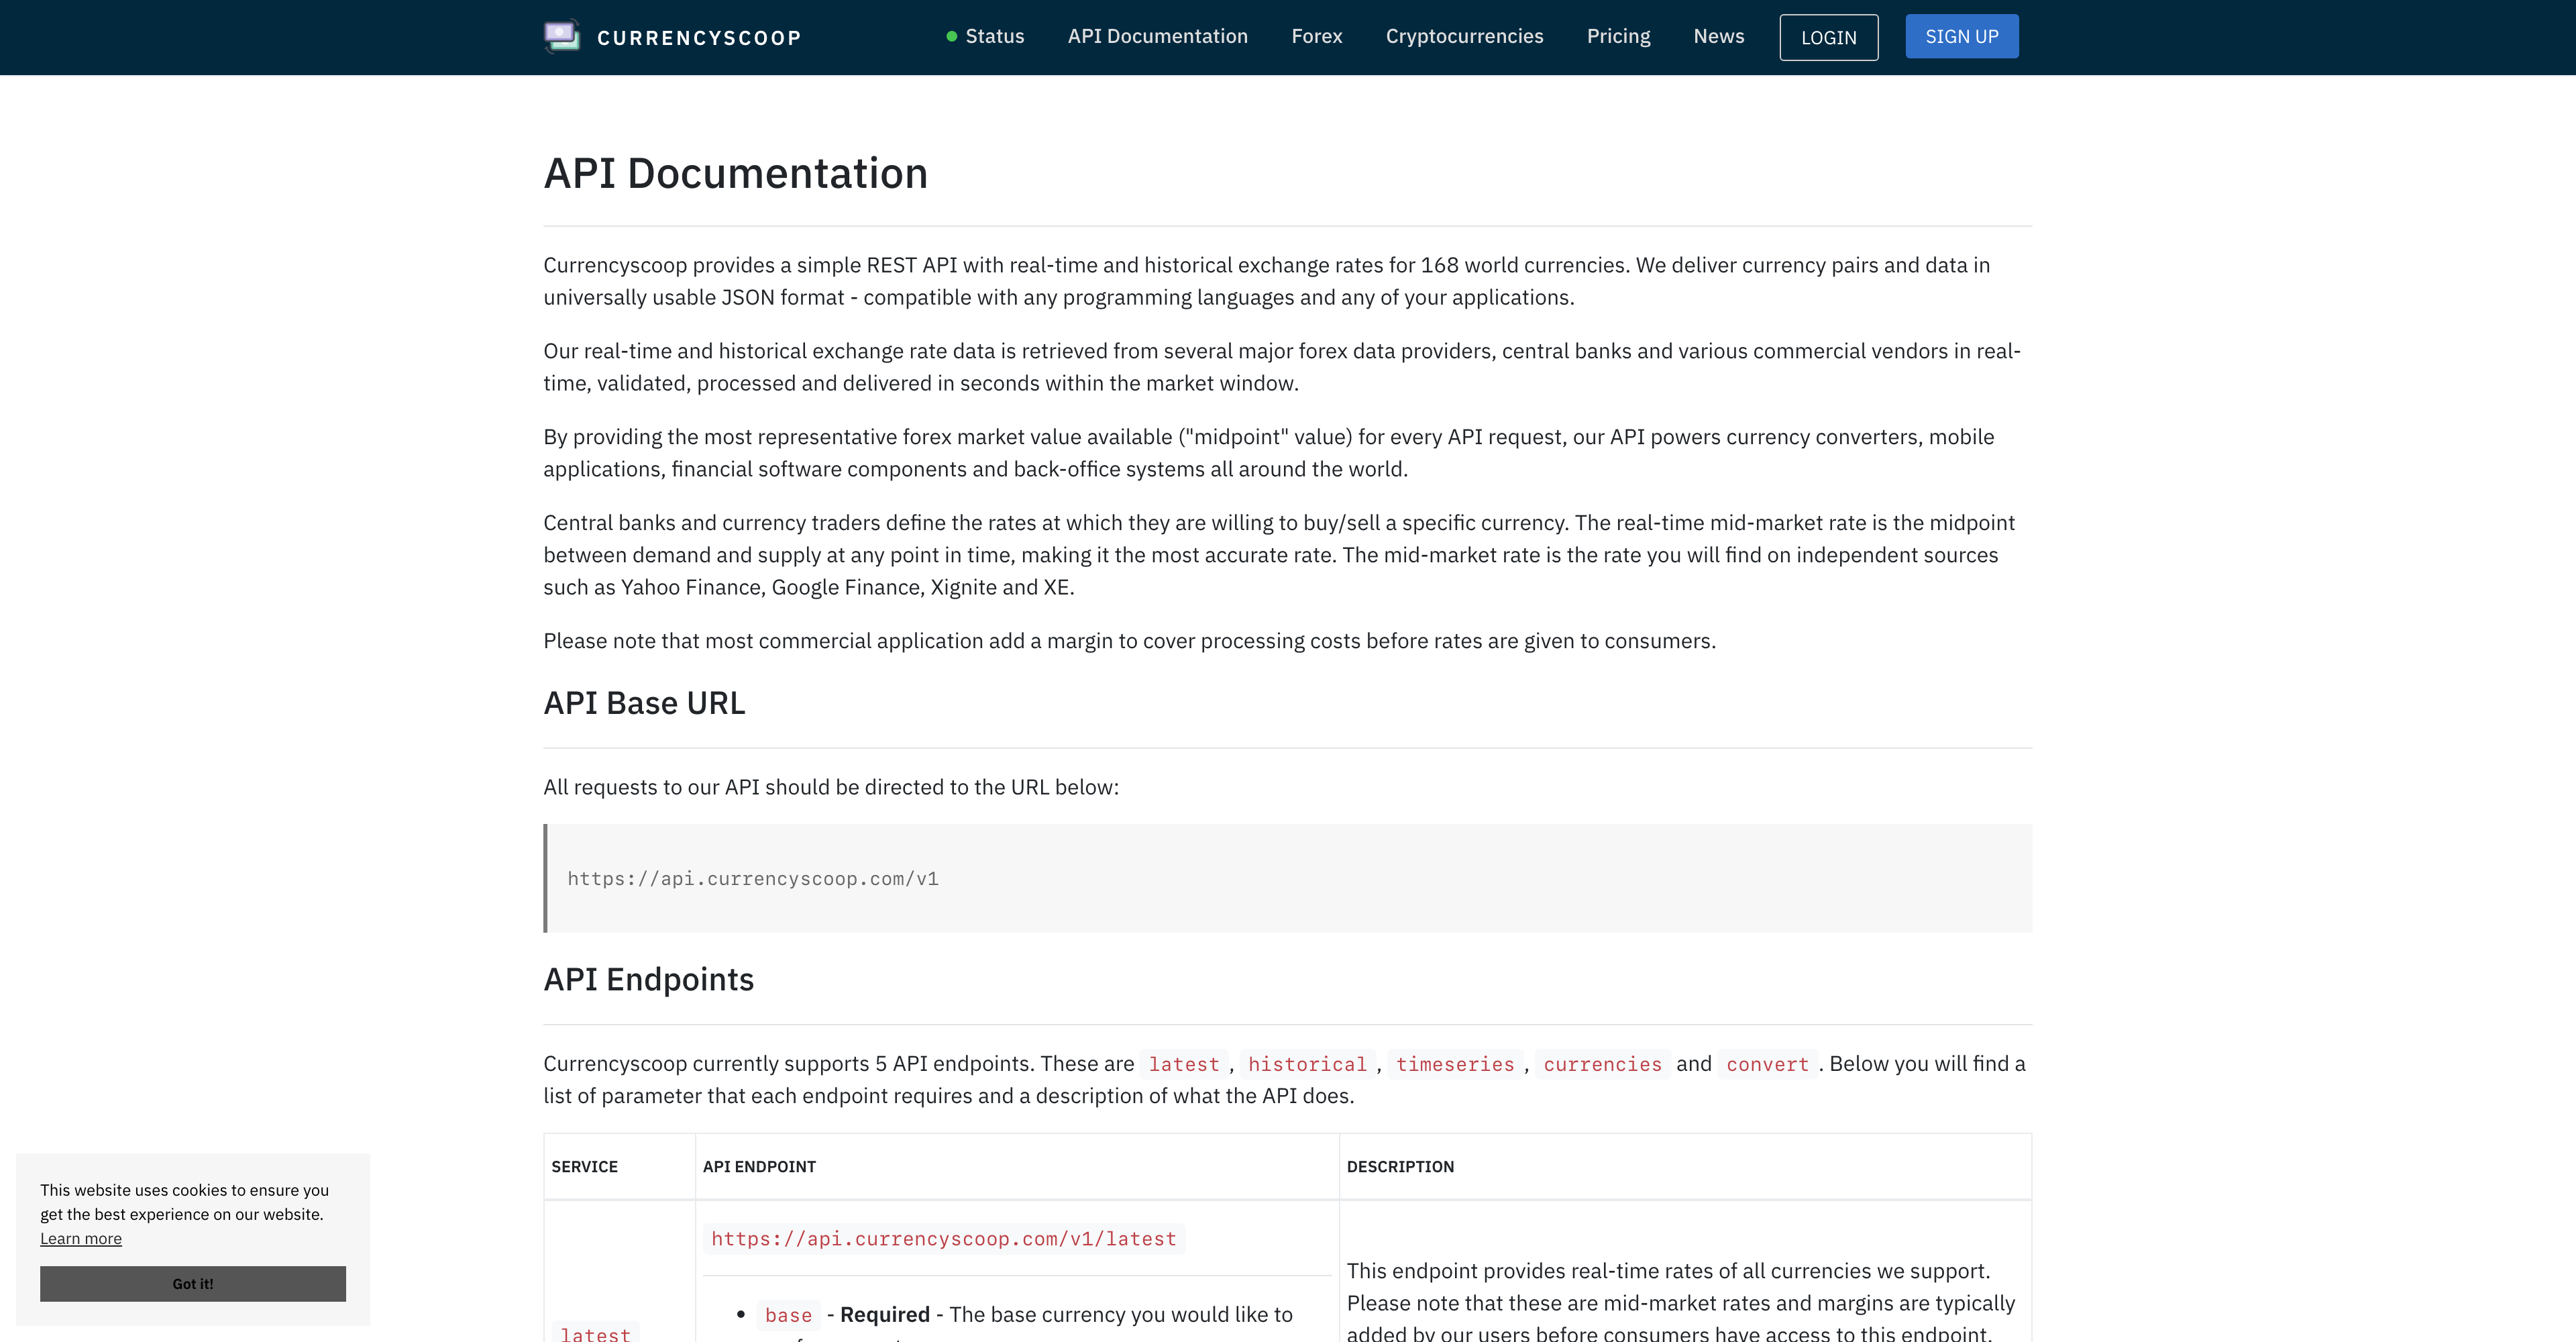 CURRENCYSCOOP
Status API Documentation Forex Cryptocurrencies Pricing News LOGIN SIGN UP
API Documentation
Currencyscoop provides a simple REST API with real-time and historical exchange rates for 168 world currencies. We deliver currency pairs and data in
universally usable JSON format - compatible with any programming languages and any of your applications.
Our real-time and historical exchange rate data is retrieved from several major forex data providers, central banks and various commercial vendors in real-
time, validated, processed and delivered in seconds within the market window.
By providing the most representative forex market value available ("midpoint" value) for every API request, our API powers currency converters, mobile
applications, financial software components and back-office systems all around the world.
Central banks and currency traders define the rates at which they are willing to buy/sell a specific currency. The real-time mid-market rate is the midpoint
between demand and supply at any point in time, making it the most accurate rate. The mid-market rate is the rate you will find on independent sources
such as Yahoo Finance, Google Finance, Xignite and XE.
Please note that most commercial application add a margin to cover processing costs before rates are given to consumers.
API Base URL
All requests to our API should be directed to the URL below:
https://api.currencyscoop.com/v1
API Endpoints
Currencyscoop currently supports 5 API endpoints. These are latest , historical , timeseries , currencies and convert . Below you will find a
list of parameter that each endpoint requires and a description of what the API does.
SERVICE API ENDPOINT DESCRIPTION
https://api.currencyscoop.com/v1/latest
• base - Required - The base currency you would like to
latest
This endpoint provides real-time rates of all currencies we support.
Please note that these are mid-market rates and margins are typically
added by our users before consumers have access to this endpoint.
This website uses cookies to ensure you
get the best experience on our website.
Learn more
Got it!